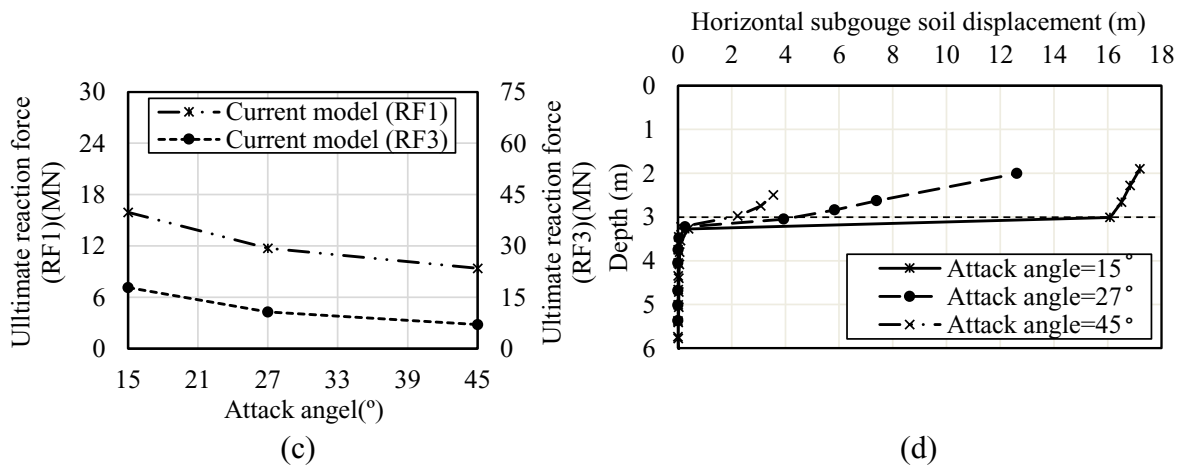 Horizontal subgouge soil displacement (m)
0 2 4 6 8 10 12 14 16 18
30
24
18
12
6
0
Ulltimate reaction force
(RF1)(MN)
Current model (RF1)
Current model (RF3)
75
60
45
30
15
0
Ultimate reaction force
(RF3)(MN)
15 21 27 33 39 45
Attack angel(º)
(c)
0
1
2
3
4
5
6
Depth (m)
Attack angle=15°
Attack angle=27°
Attack angle=45°
(d)